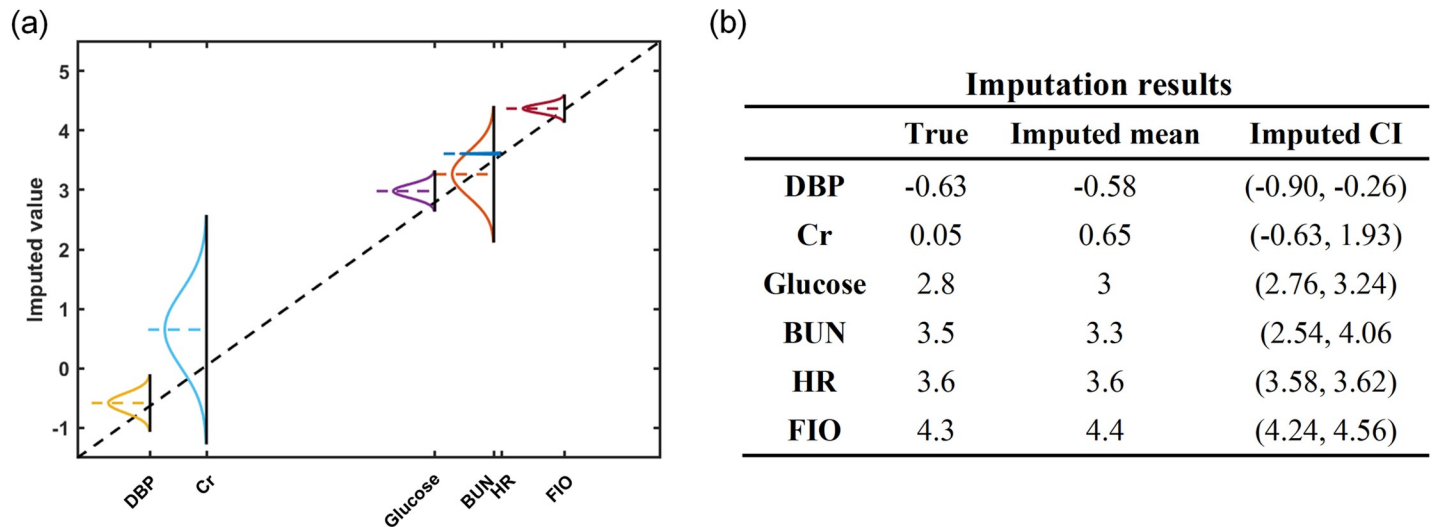 (a)
Imputed value
5
4
3
2
1
0
-1
DBP
Cr
Glucose
BUN
HR
FIO
(b)
Imputation results
True Imputed mean Imputed CI
DBP -0.63 -0.58 (-0.90, -0.26)
Cr 0.05 0.65 (-0.63, 1.93)
Glucose 2.8 3 (2.76, 3.24)
BUN 3.5 3.3 (2.54, 4.06
HR 3.6 3.6 (3.58, 3.62)
FIO 4.3 4.4 (4.24, 4.56)